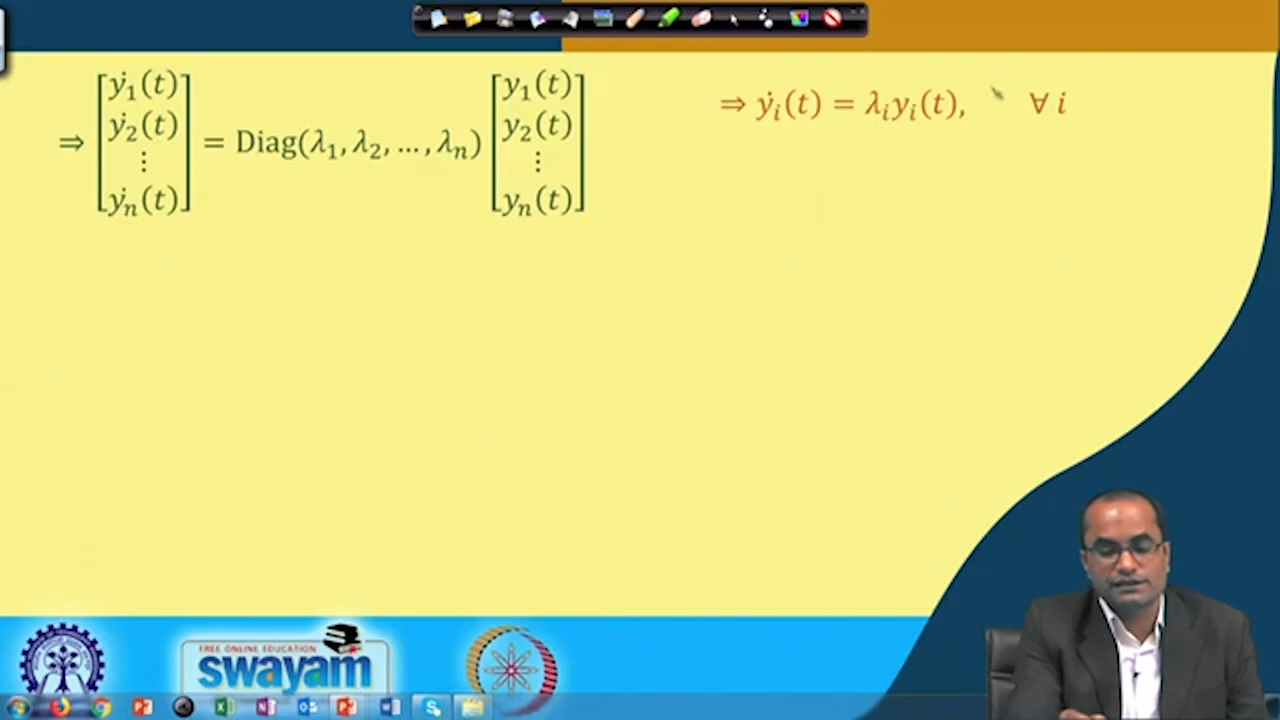 ⇒ [ẏ₁(t) ẏ₂(t) ⋮ ẏₙ(t)] = Diag(λ₁, λ₂, …, λₙ) [y₁(t) y₂(t) ⋮ yₙ(t)]
⇒ ẏᵢ(t) = λᵢyᵢ(t), ∀ i
FREE ONLINE EDUCATION
swayam